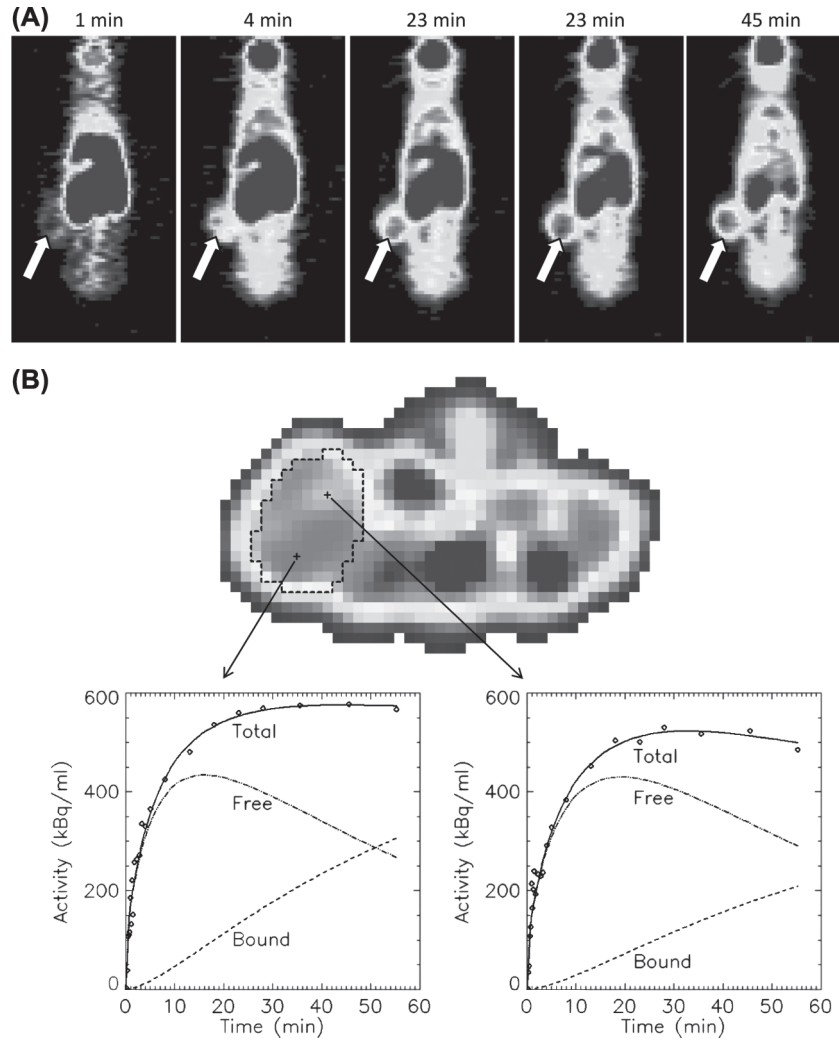 (A) 1 min 4 min 23 min 23 min 45 min
(B)
600
400
200
0
Activity (kBq/ml)
Total
Free
Bound
0 10 20 30 40 50 60
Time (min)
600
400
200
0
Activity (kBq/ml)
Total
Free
Bound
0 10 20 30 40 50 60
Time (min)